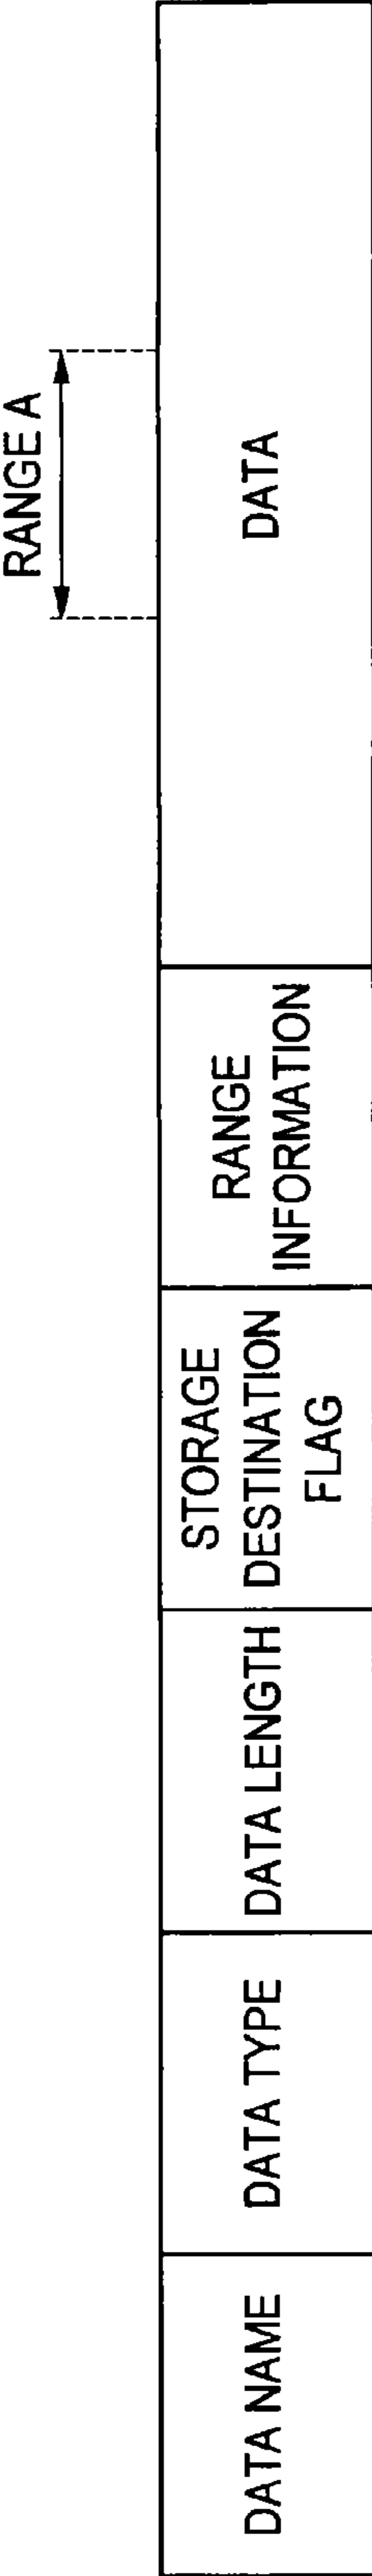 RANGE A
DATA NAME
DATA TYPE
DATA LENGTH
STORAGE
DESTINATION
FLAG
RANGE
INFORMATION
DATA